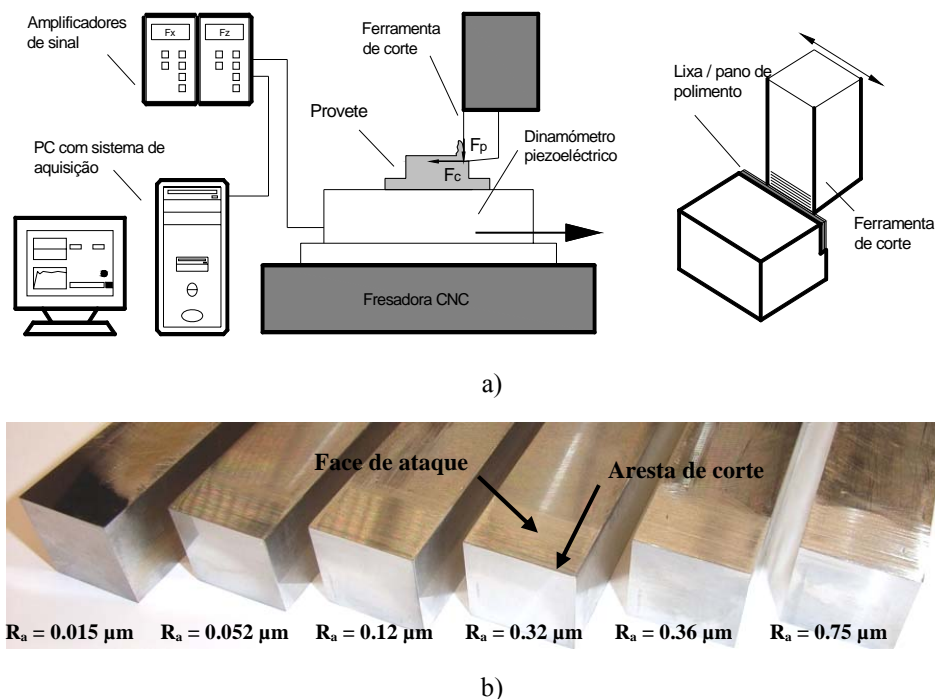 Amplificadores
de sinal
Fx
Fz
PC com sistema de
aquisição
Ferramenta
de corte
Provete
Fp
Fc
Dinamómetro
piezoeléctrico
Fresadora CNC
Lixa / pano de
polimento
Ferramenta
de corte
a)
Face de ataque
Aresta de corte
Ra = 0.015 µm Ra = 0.052 µm Ra = 0.12 µm Ra = 0.32 µm Ra = 0.36 µm Ra = 0.75 µm
b)